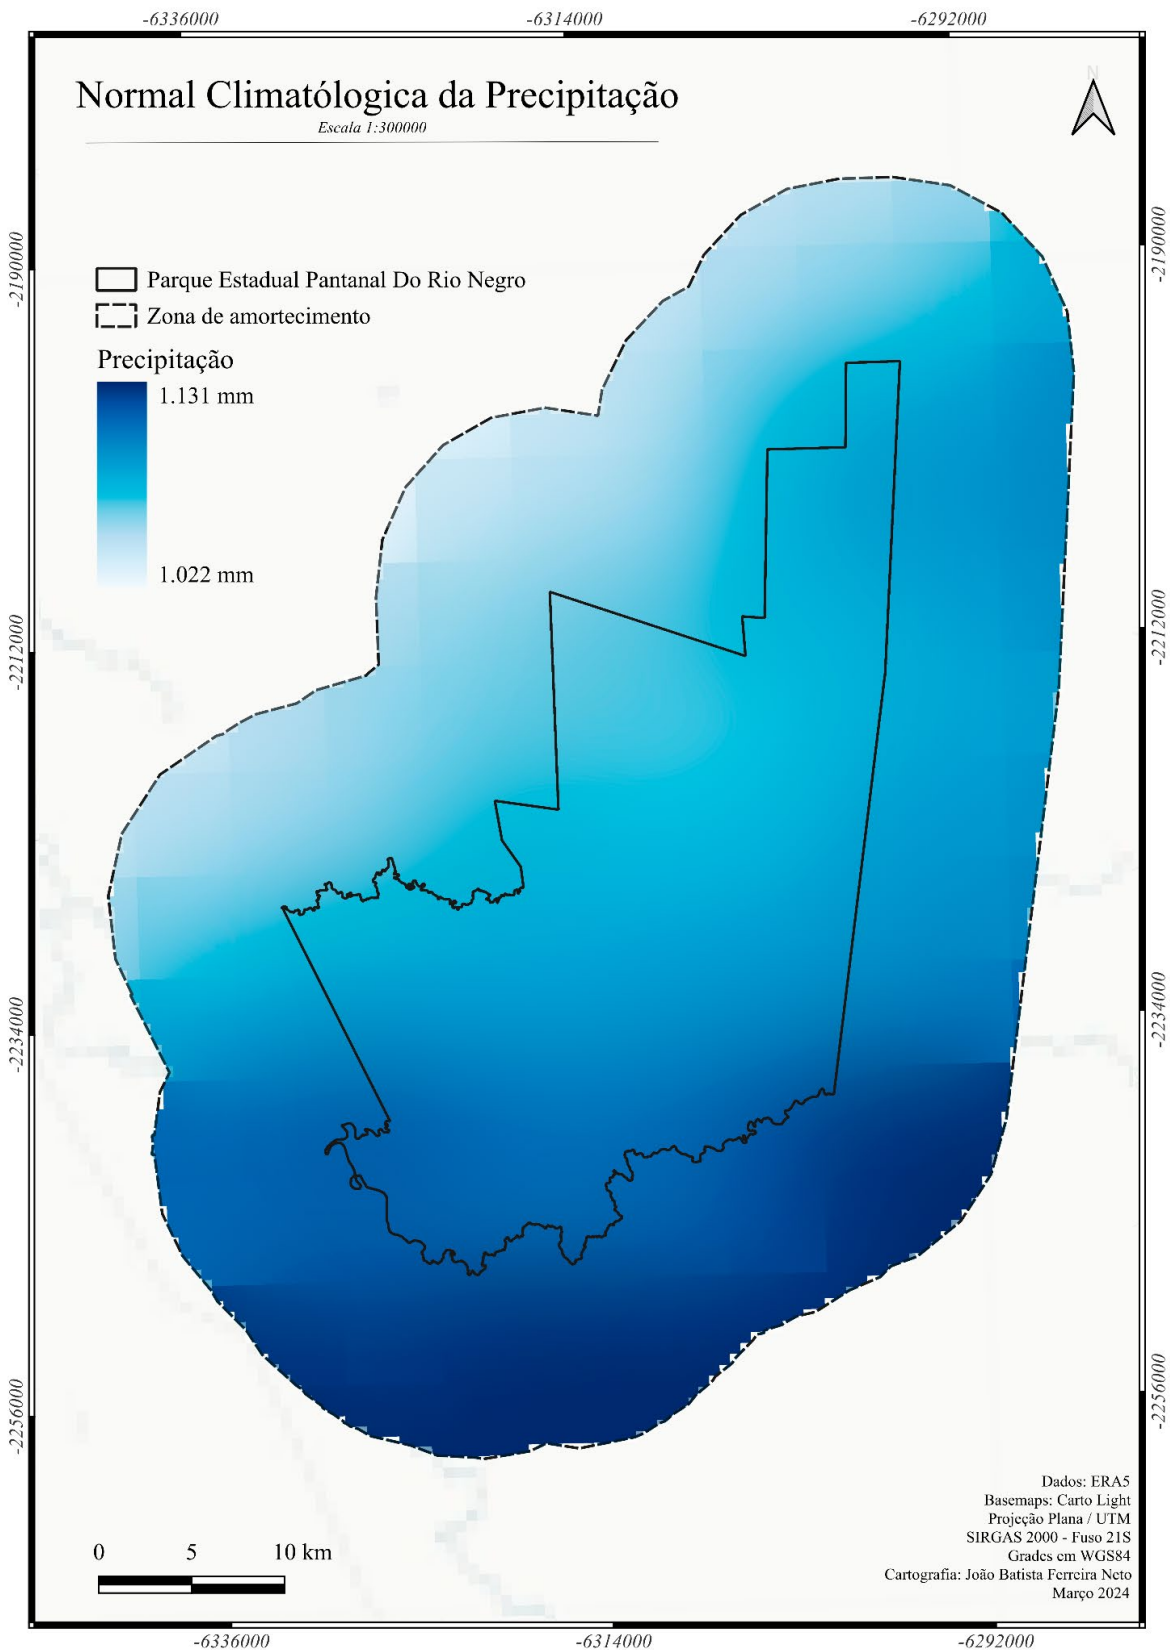 -6336000
-6314000
-6292000
Normal Climatólogica da Precipitação
Escala 1:300000
N
-2190000
-2190000
Parque Estadual Pantanal Do Rio Negro
Zona de amortecimento
Precipitação
1.131 mm
1.022 mm
-2212000
-2212000
-2234000
-2234000
-2256000
-2256000
Dados: ERA5
Basemaps: Carto Light
Projeção Plana / UTM
SIRGAS 2000 - Fuso 21S
Grades em WGS84
Cartografia: João Batista Ferreira Neto
Março 2024
0 5 10 km
-6336000
-6314000
-6292000